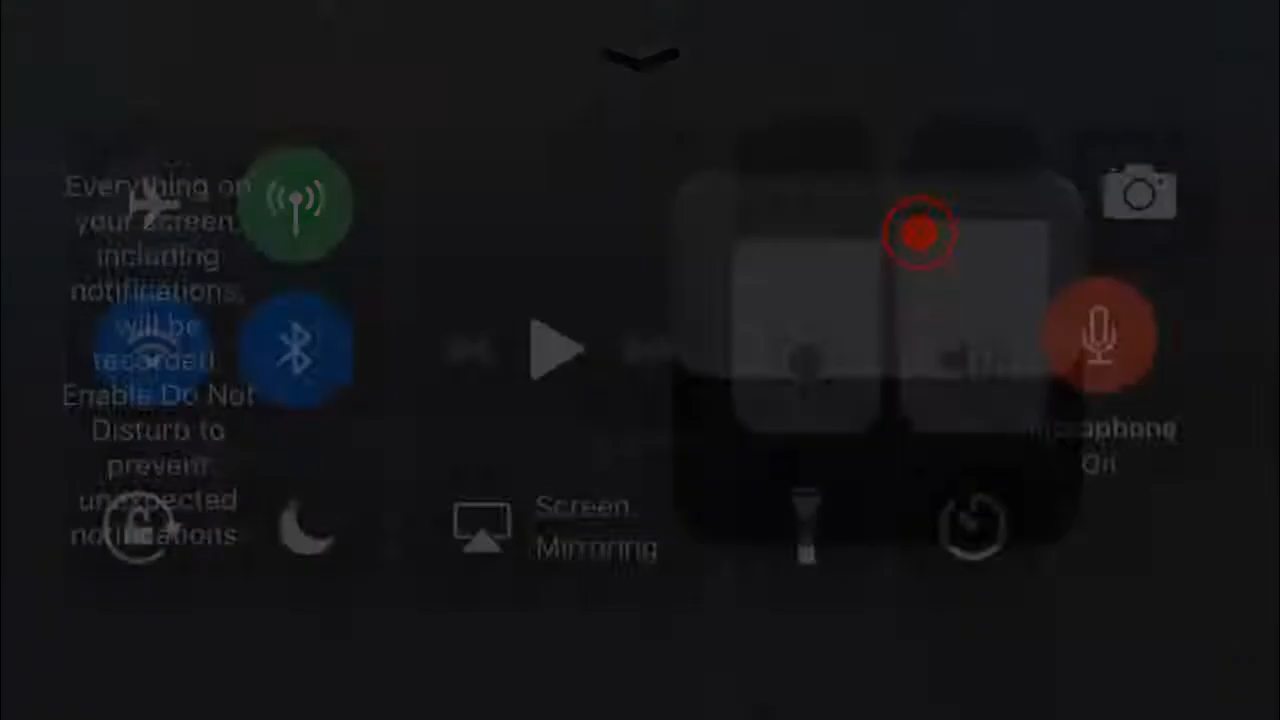 Everything on
your screen,
including
notifications,
will be
recorded.
Enable Do Not
Disturb to
prevent
unexpected
notifications
Screen
Mirroring
Microphone
On